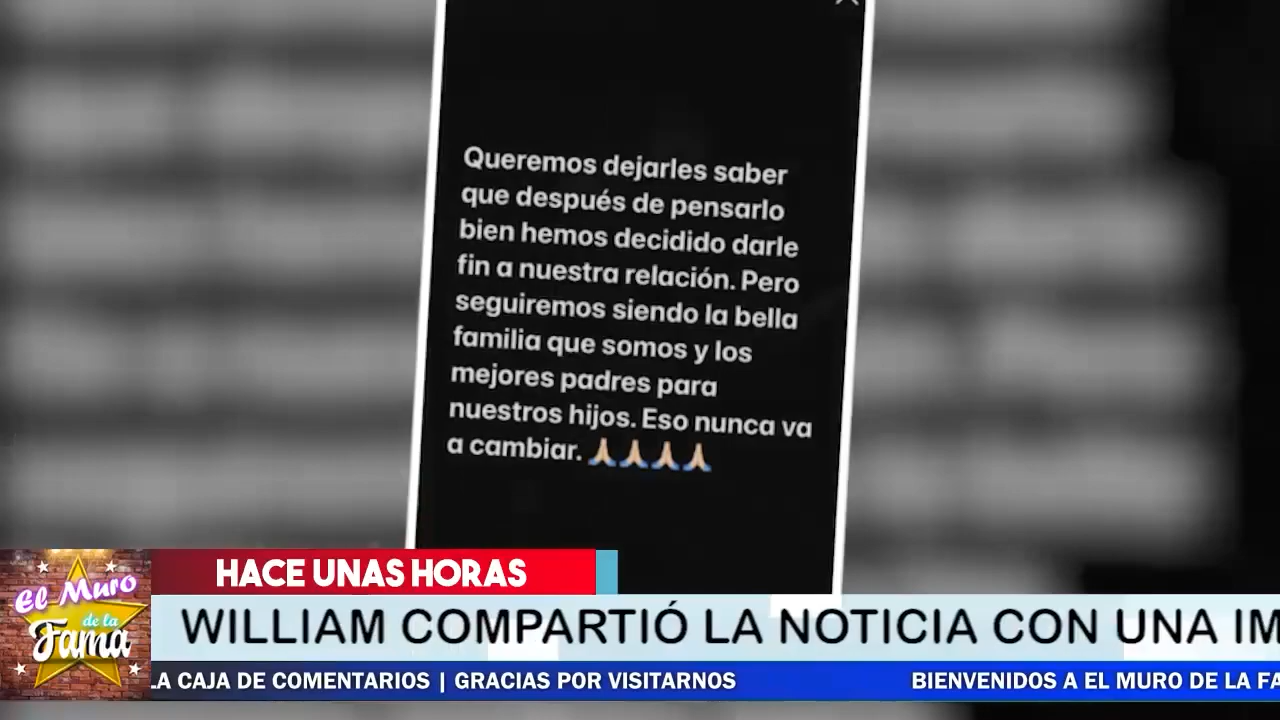 Queremos dejarles saber
que después de pensarlo
bien hemos decidido darle
fin a nuestra relación. Pero
seguiremos siendo la bella
familia que somos y los
mejores padres para
nuestros hijos. Eso nunca va
a cambiar. 🙏🏼🙏🏼🙏🏼🙏🏼
HACE UNAS HORAS
El Muro
de la
Fama
WILLIAM COMPARTIÓ LA NOTICIA CON UNA
LA CAJA DE COMENTARIOS | GRACIAS POR VISITARNOS BIENVENIDOS A EL MURO DE LA